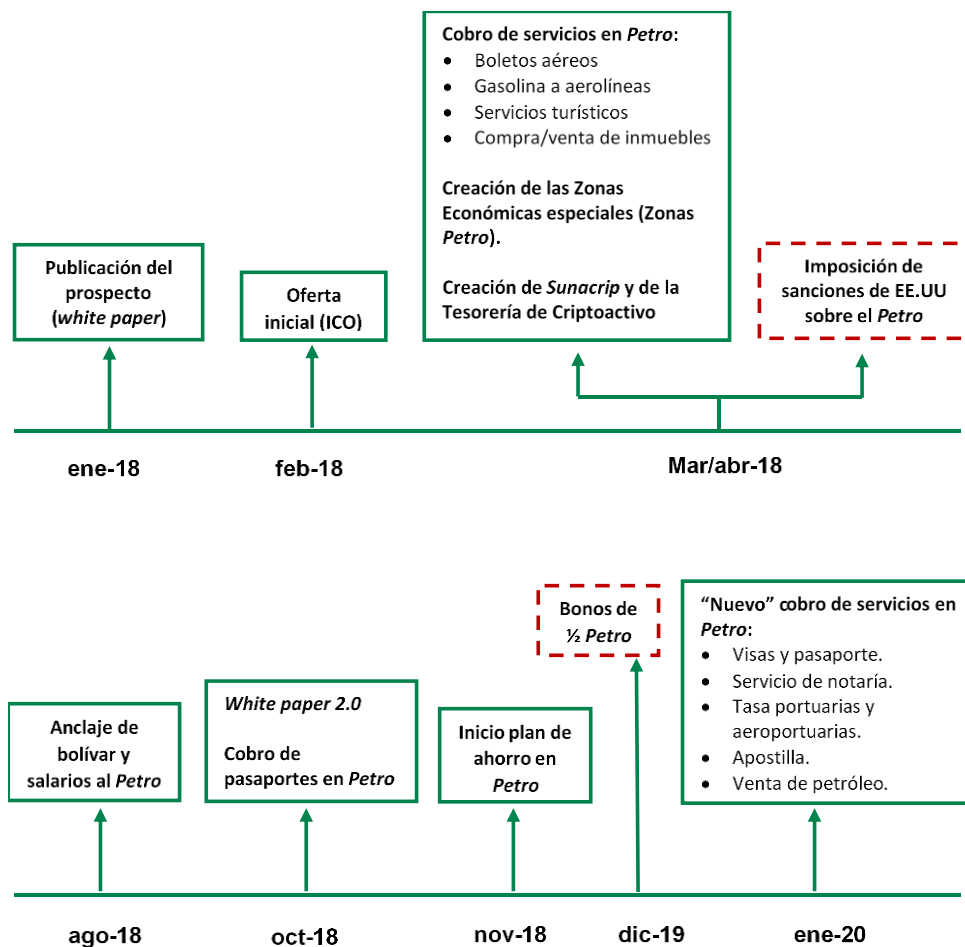 Publicación del
prospecto
(white paper)
Oferta
inicial (ICO)
Cobro de servicios en Petro:
• Boletos aéreos
• Gasolina a aerolíneas
• Servicios turísticos
• Compra/venta de inmuebles
Creación de las Zonas
Económicas especiales (Zonas
Petro).
Creación de Sunacrip y de la
Tesorería de Criptoactivo
Imposición de
sanciones de EE.UU
sobre el Petro
ene-18
feb-18
Mar/abr-18
Anclaje de
bolívar y
salarios al Petro
White paper 2.0
Cobro de
pasaportes en Petro
Inicio plan de
ahorro en
Petro
Bonos de
½ Petro
“Nuevo” cobro de servicios en
Petro:
• Visas y pasaporte.
• Servicio de notaría.
• Tasa portuarias y
aeroportuarias.
• Apostilla.
• Venta de petróleo.
ago-18
oct-18
nov-18
dic-19
ene-20